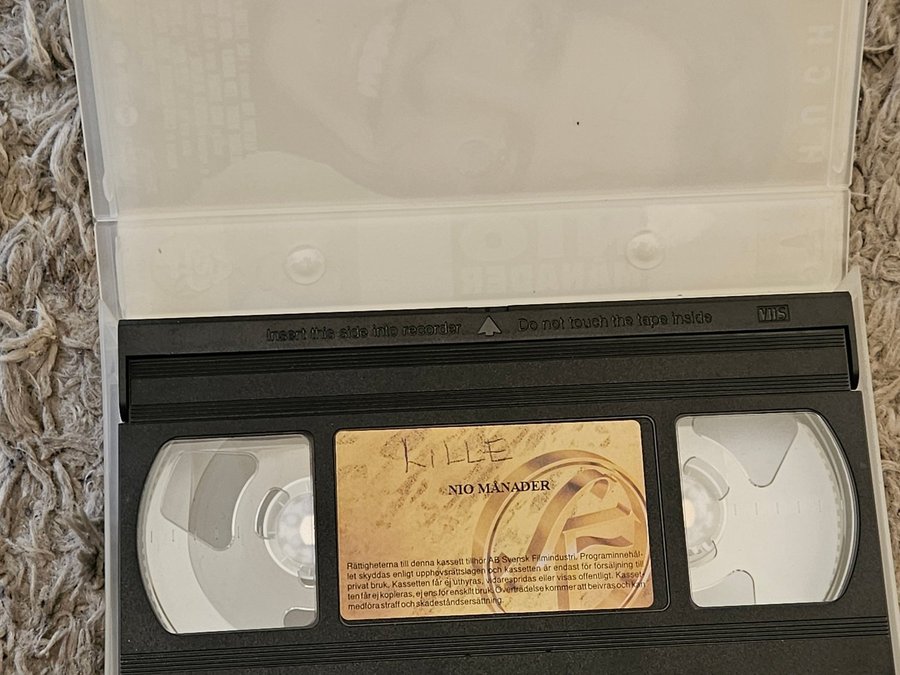 HUGH
NIO
MÅNADER
Insert this side into recorder Do not touch the tape inside VHS
KILLE
NIO MÅNADER
Rättigheterna till denna kassett tillhör AB Svensk Filmindustri. Programinnehål-
let skyddas enligt upphovsrättslagen och kassetten är endast för försäljning till
privat bruk. Kassetten får ej uthyras, vidarespridas eller visas offentligt. Kasset-
ten får ej kopieras, ej ens för enskilt bruk. Överträdelse kommer att beivras och kan
medföra straff och skadeståndsersättning.